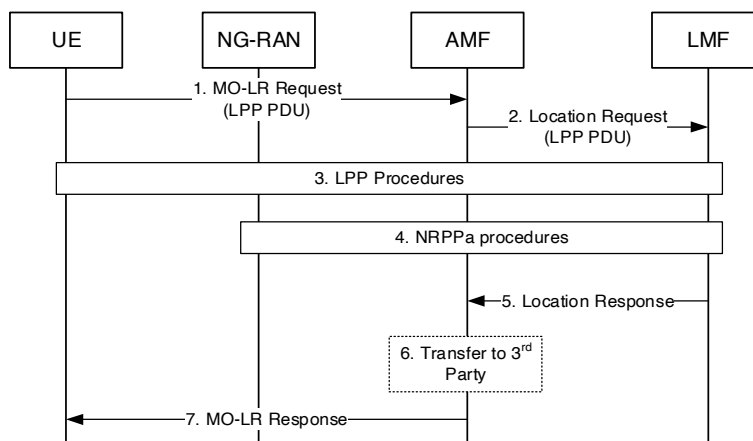 UE
NG-RAN
AMF
LMF
1. MO-LR Request
(LPP PDU)
2. Location Request
(LPP PDU)
3. LPP Procedures
4. NRPPa procedures
5. Location Response
6. Transfer to 3rd
Party
7. MO-LR Response